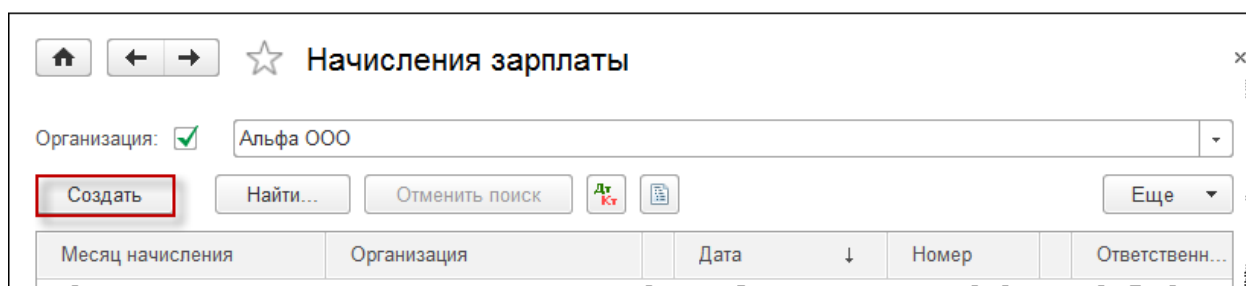 Начисления зарплаты
×
Организация: Альфа ООО
Создать Найти... Отменить поиск Дт Кт Еще
Месяц начисления Организация Дата ↓ Номер Ответственн...